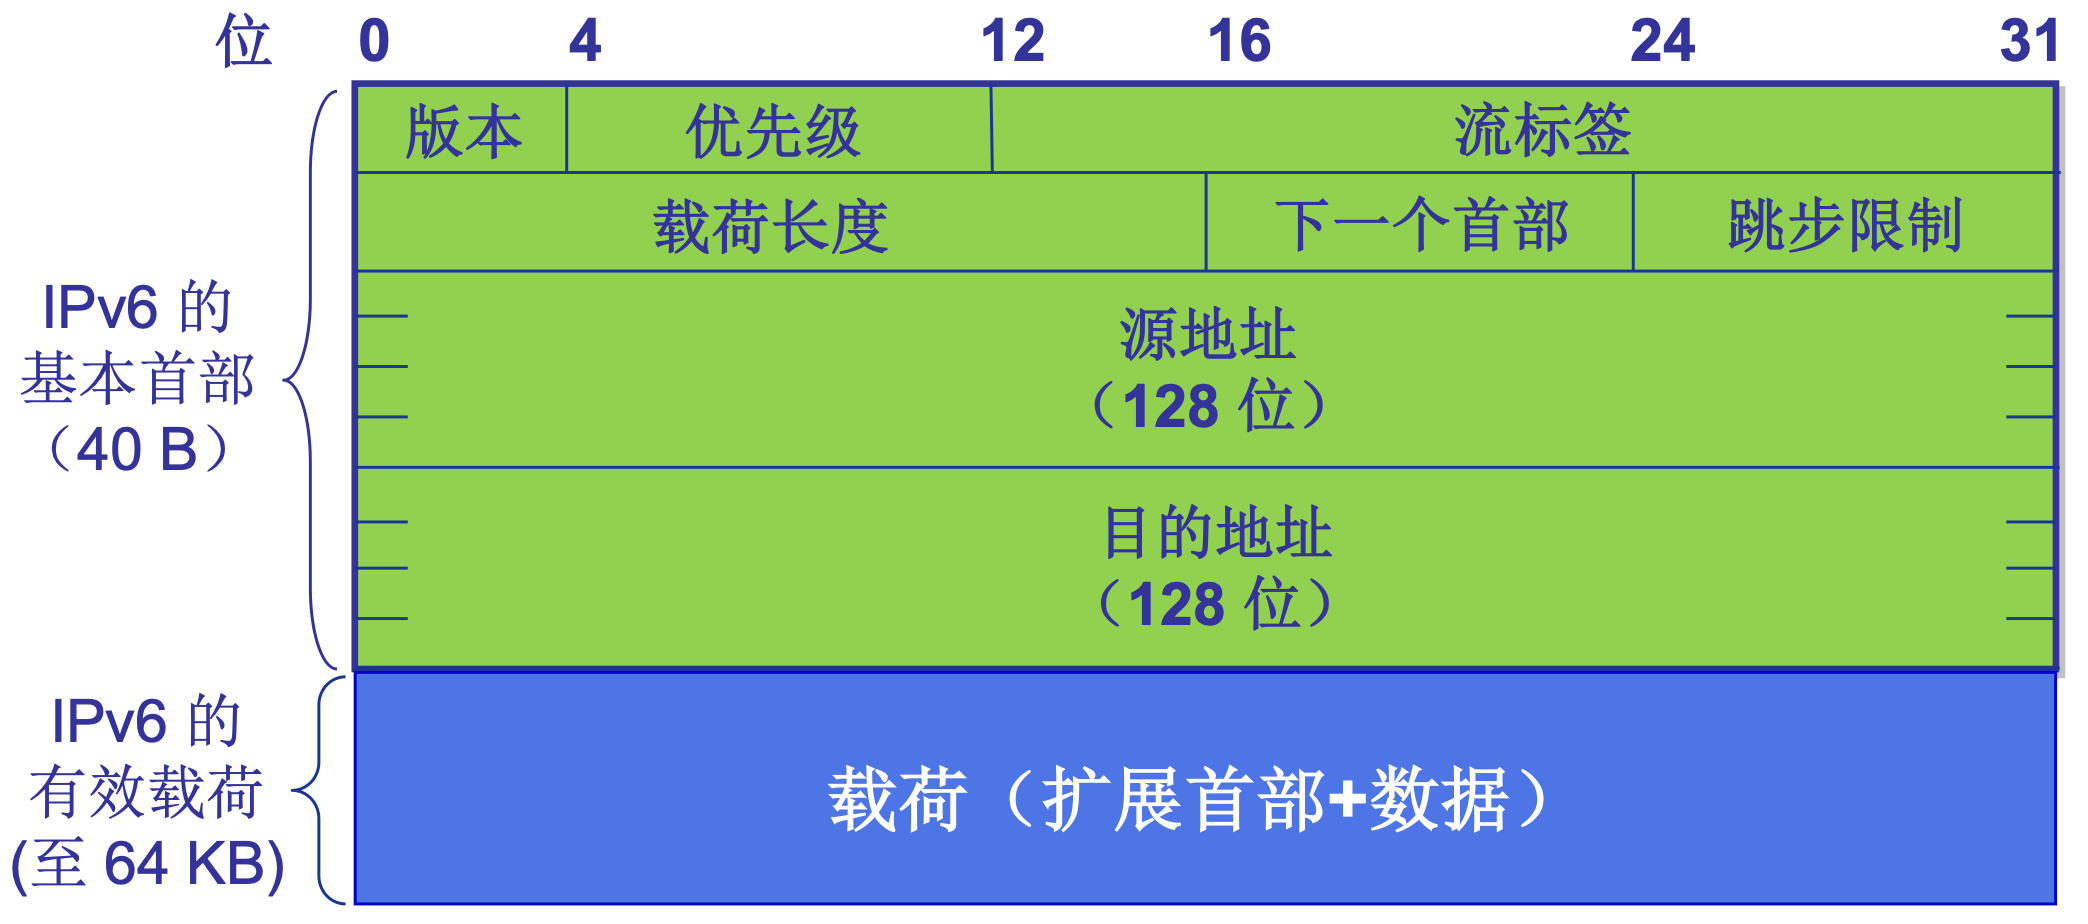 位 0 4 12 16 24 31
版本 优先级 流标签
载荷长度 下一个首部 跳步限制
IPv6 的
基本首部
（40 B）
源地址
（128 位）
目的地址
（128 位）
IPv6 的
有效载荷
(至 64 KB)
载荷（扩展首部+数据）